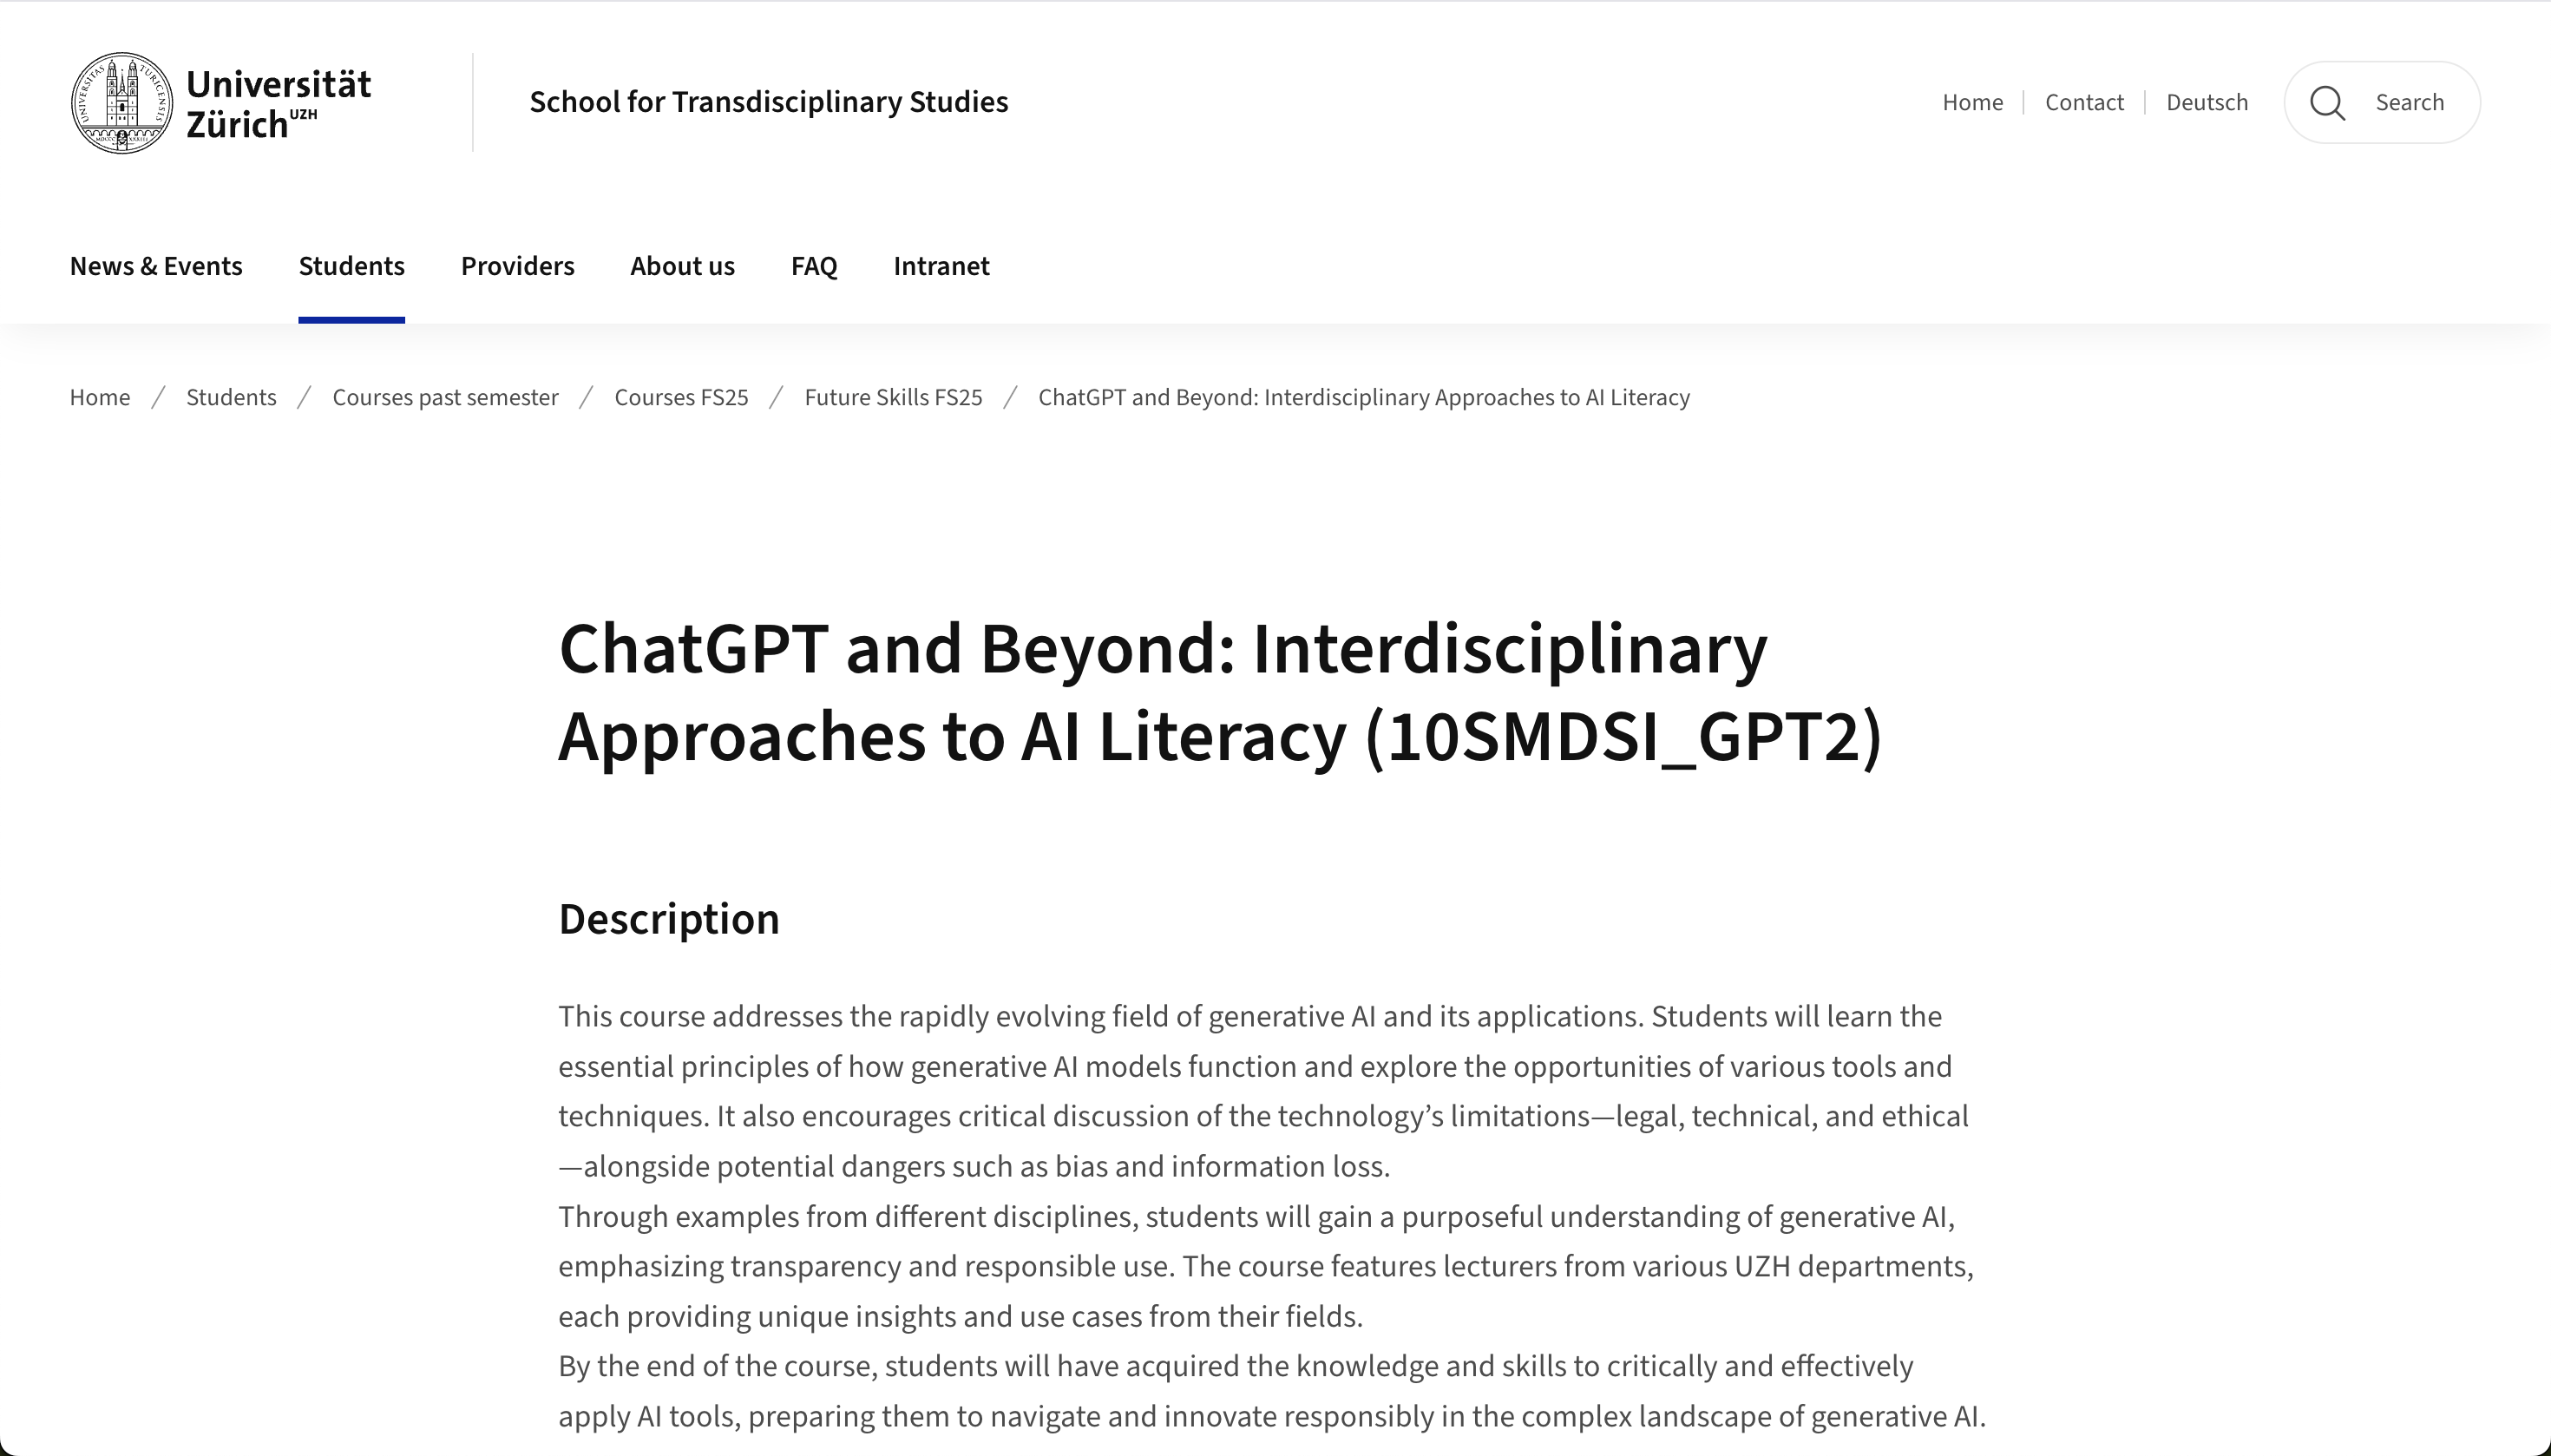 UNIVERSITAS TURICENSIS
MDCCC XXXIII
Universität
Zürich UZH
School for Transdisciplinary Studies
Home
Contact
Deutsch
Search
News & Events
Students
Providers
About us
FAQ
Intranet
Home / Students / Courses past semester / Courses FS25 / Future Skills FS25 / ChatGPT and Beyond: Interdisciplinary Approaches to AI Literacy
ChatGPT and Beyond: Interdisciplinary
Approaches to AI Literacy (10SMDSI_GPT2)
Description
This course addresses the rapidly evolving field of generative AI and its applications. Students will learn the
essential principles of how generative AI models function and explore the opportunities of various tools and
techniques. It also encourages critical discussion of the technology’s limitations—legal, technical, and ethical
—alongside potential dangers such as bias and information loss.
Through examples from different disciplines, students will gain a purposeful understanding of generative AI,
emphasizing transparency and responsible use. The course features lecturers from various UZH departments,
each providing unique insights and use cases from their fields.
By the end of the course, students will have acquired the knowledge and skills to critically and effectively
apply AI tools, preparing them to navigate and innovate responsibly in the complex landscape of generative AI.